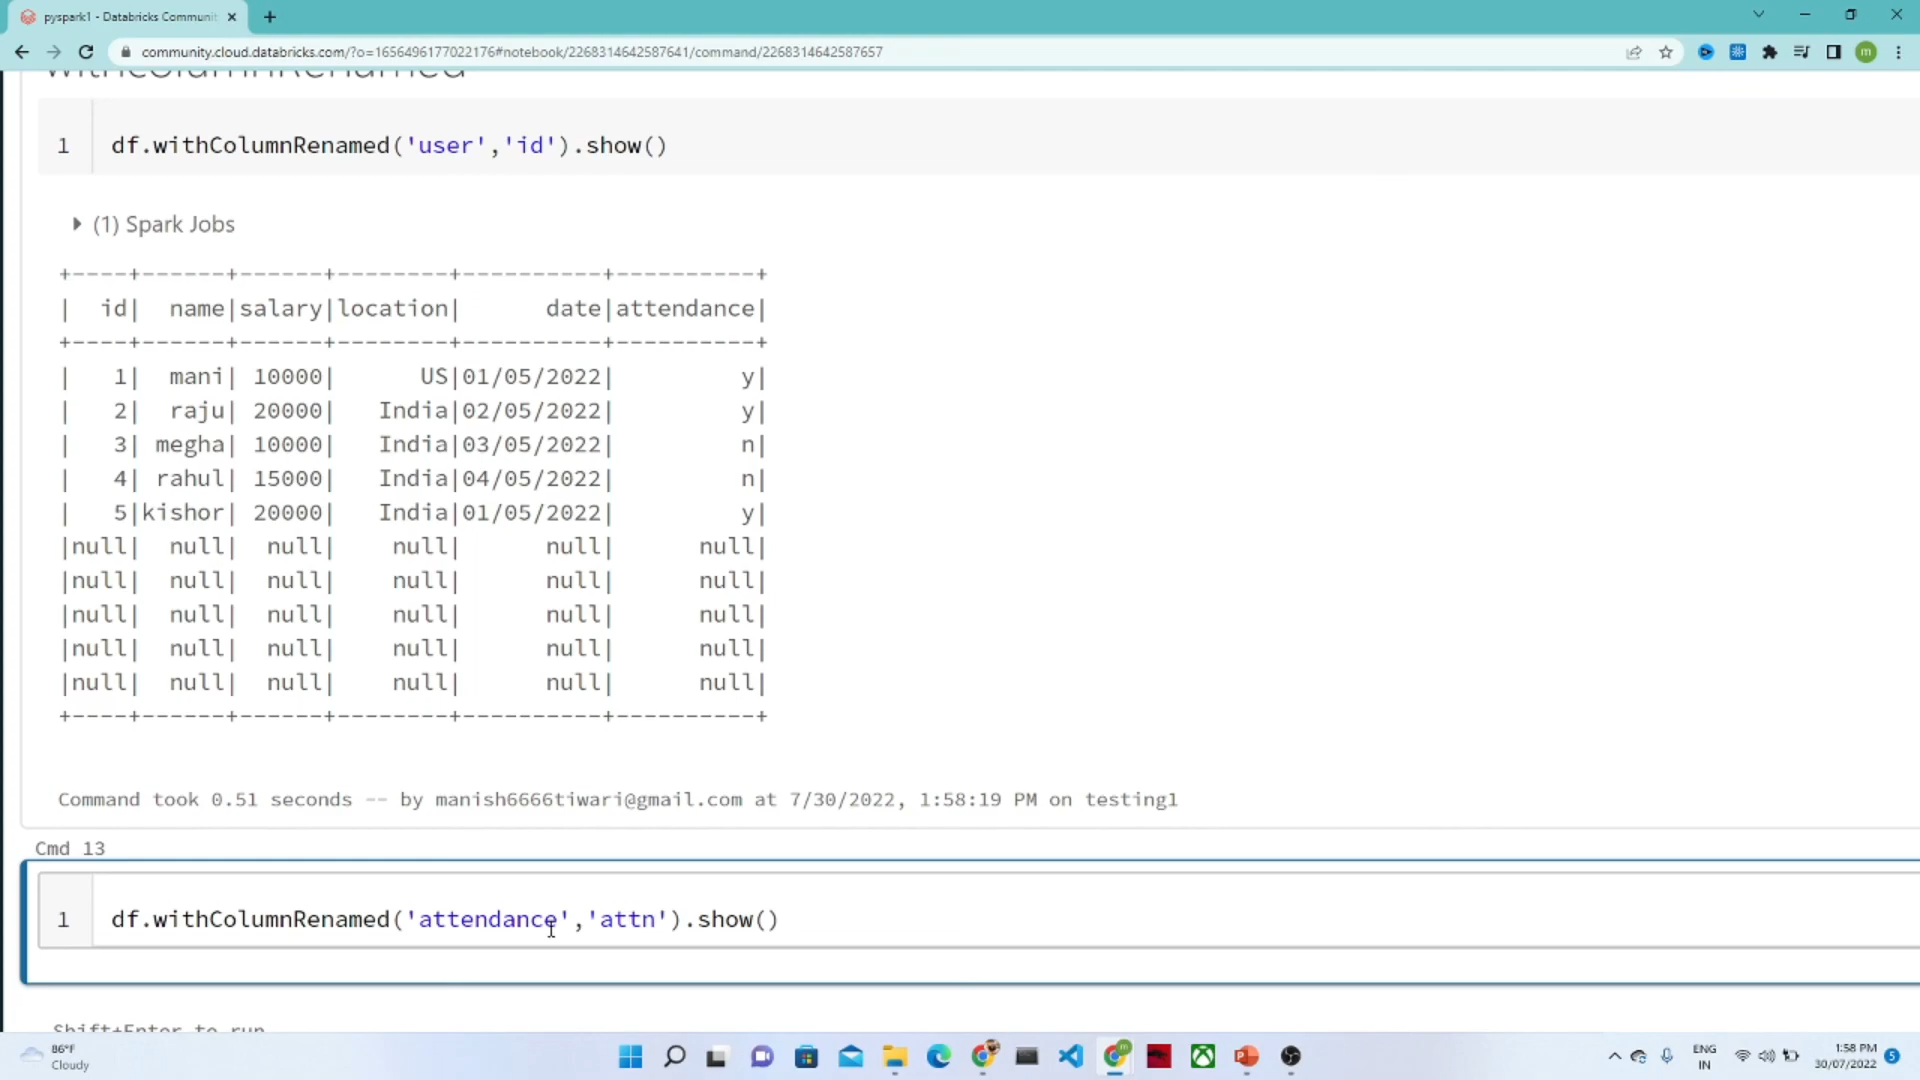 pyspark1 - Databricks Communit
community.cloud.databricks.com/?o=1656496177022176#notebook/2268314642587641/command/2268314642587657
m
withColumnRenamed
1 df.withColumnRenamed('user','id').show()
(1) Spark Jobs
+----+------+------+--------+----------+----------+
|  id|  name|salary|location|      date|attendance|
+----+------+------+--------+----------+----------+
|   1|  mani| 10000|      US|01/05/2022|         y|
|   2|  raju| 20000|   India|02/05/2022|         y|
|   3| megha| 10000|   India|03/05/2022|         n|
|   4| rahul| 15000|   India|04/05/2022|         n|
|   5|kishor| 20000|   India|01/05/2022|         y|
|null|  null|  null|    null|      null|      null|
|null|  null|  null|    null|      null|      null|
|null|  null|  null|    null|      null|      null|
|null|  null|  null|    null|      null|      null|
|null|  null|  null|    null|      null|      null|
+----+------+------+--------+----------+----------+
Command took 0.51 seconds -- by manish6666tiwari@gmail.com at 7/30/2022, 1:58:19 PM on testing1
Cmd 13
1 df.withColumnRenamed('attendance','attn').show()
Shift+Enter to run
86°F
Cloudy
ENG
IN
1:58 PM
30/07/2022
5